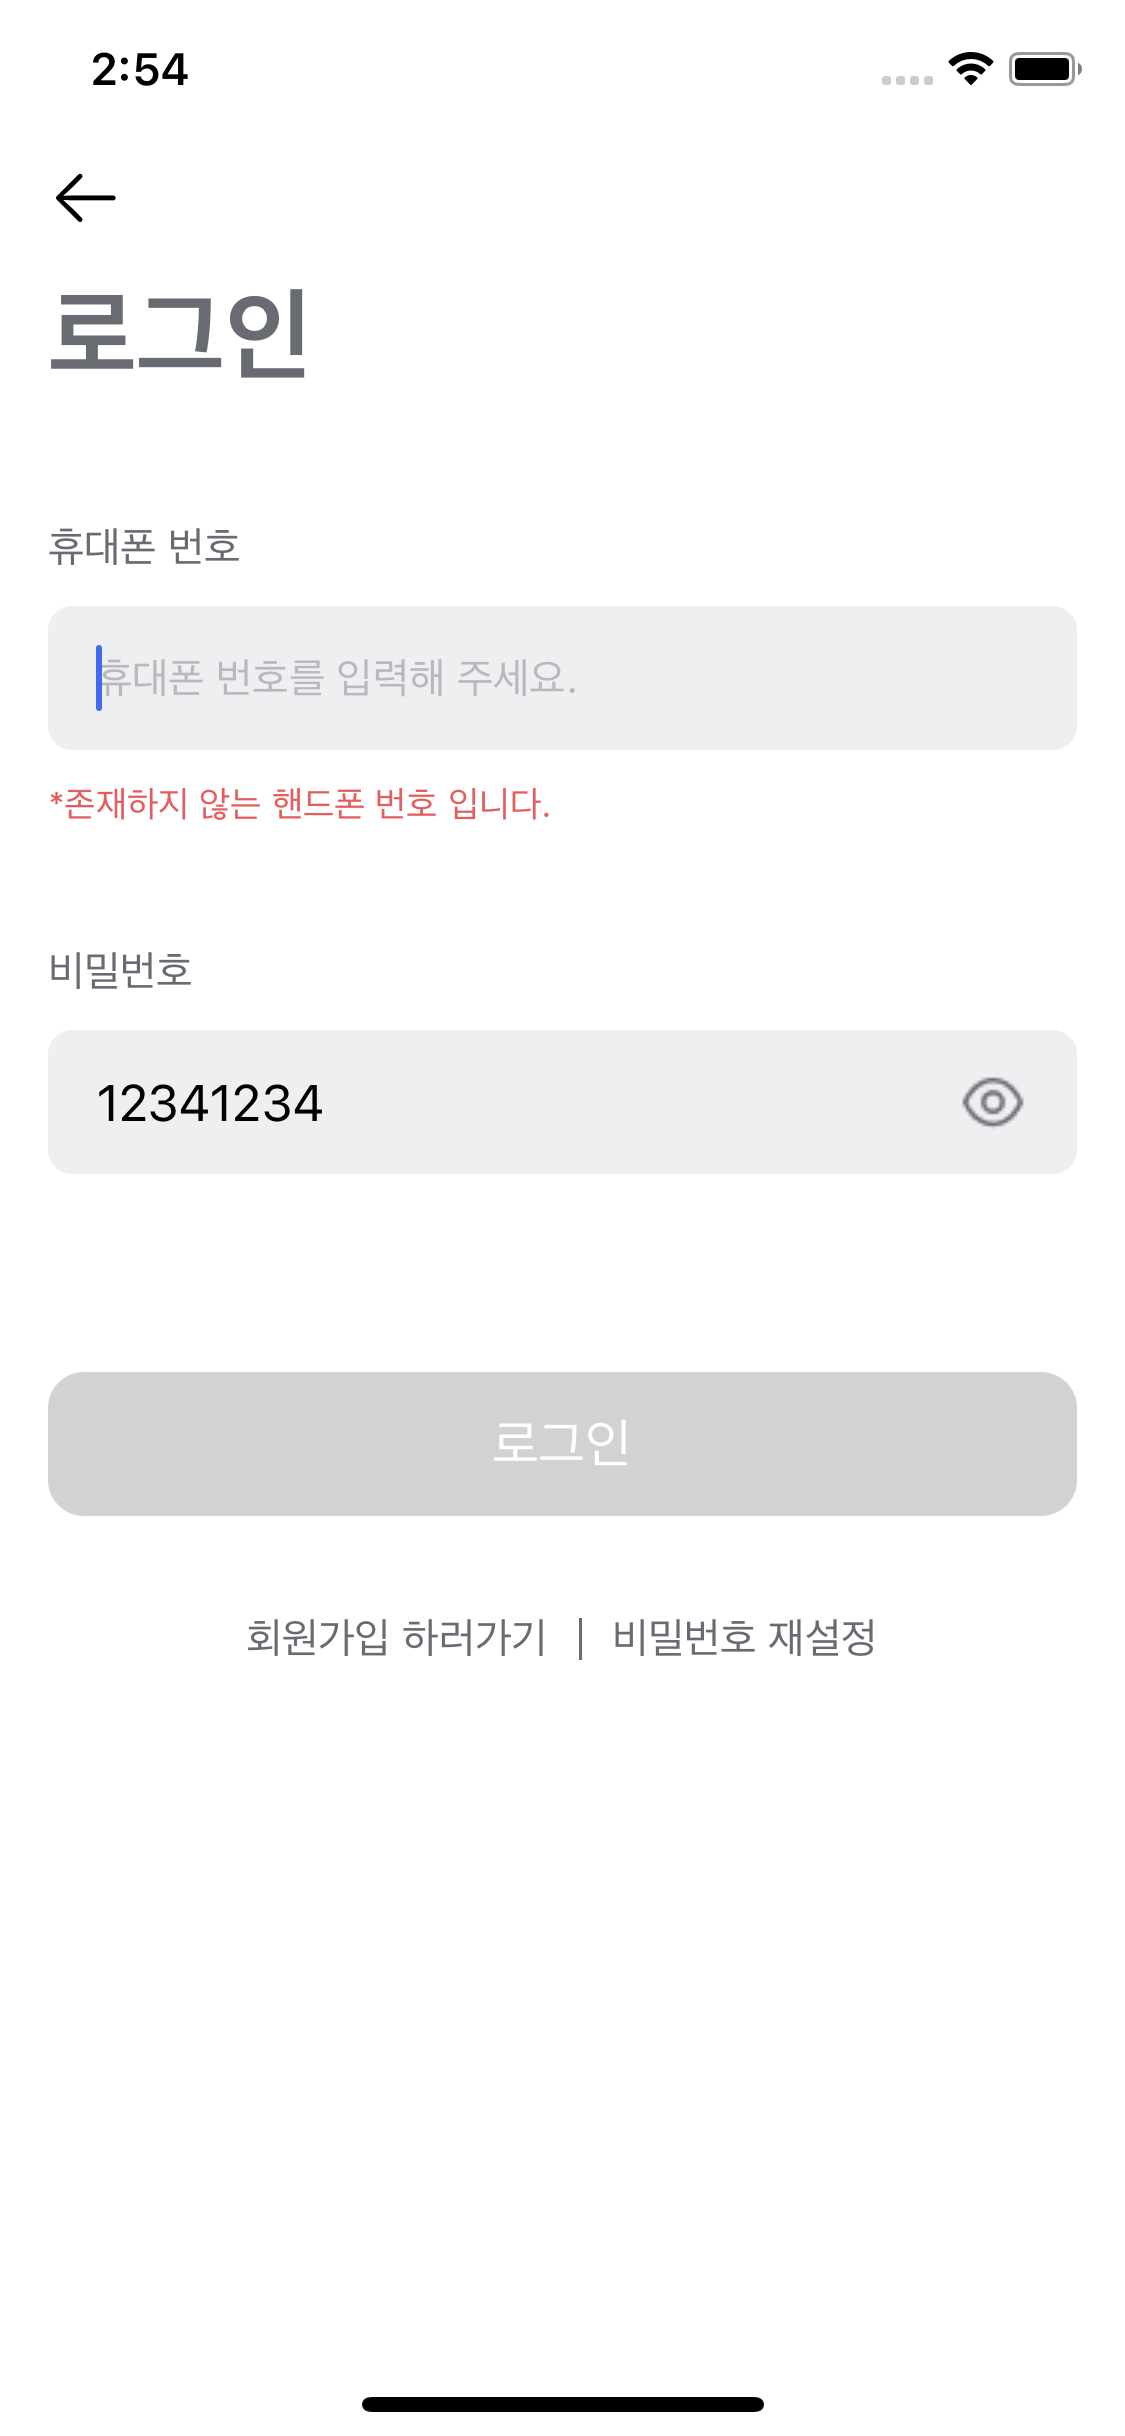 2:54
로그인
휴대폰 번호
휴대폰 번호를 입력해 주세요.
*존재하지 않는 핸드폰 번호 입니다.
비밀번호
12341234
로그인
회원가입 하러가기 | 비밀번호 재설정